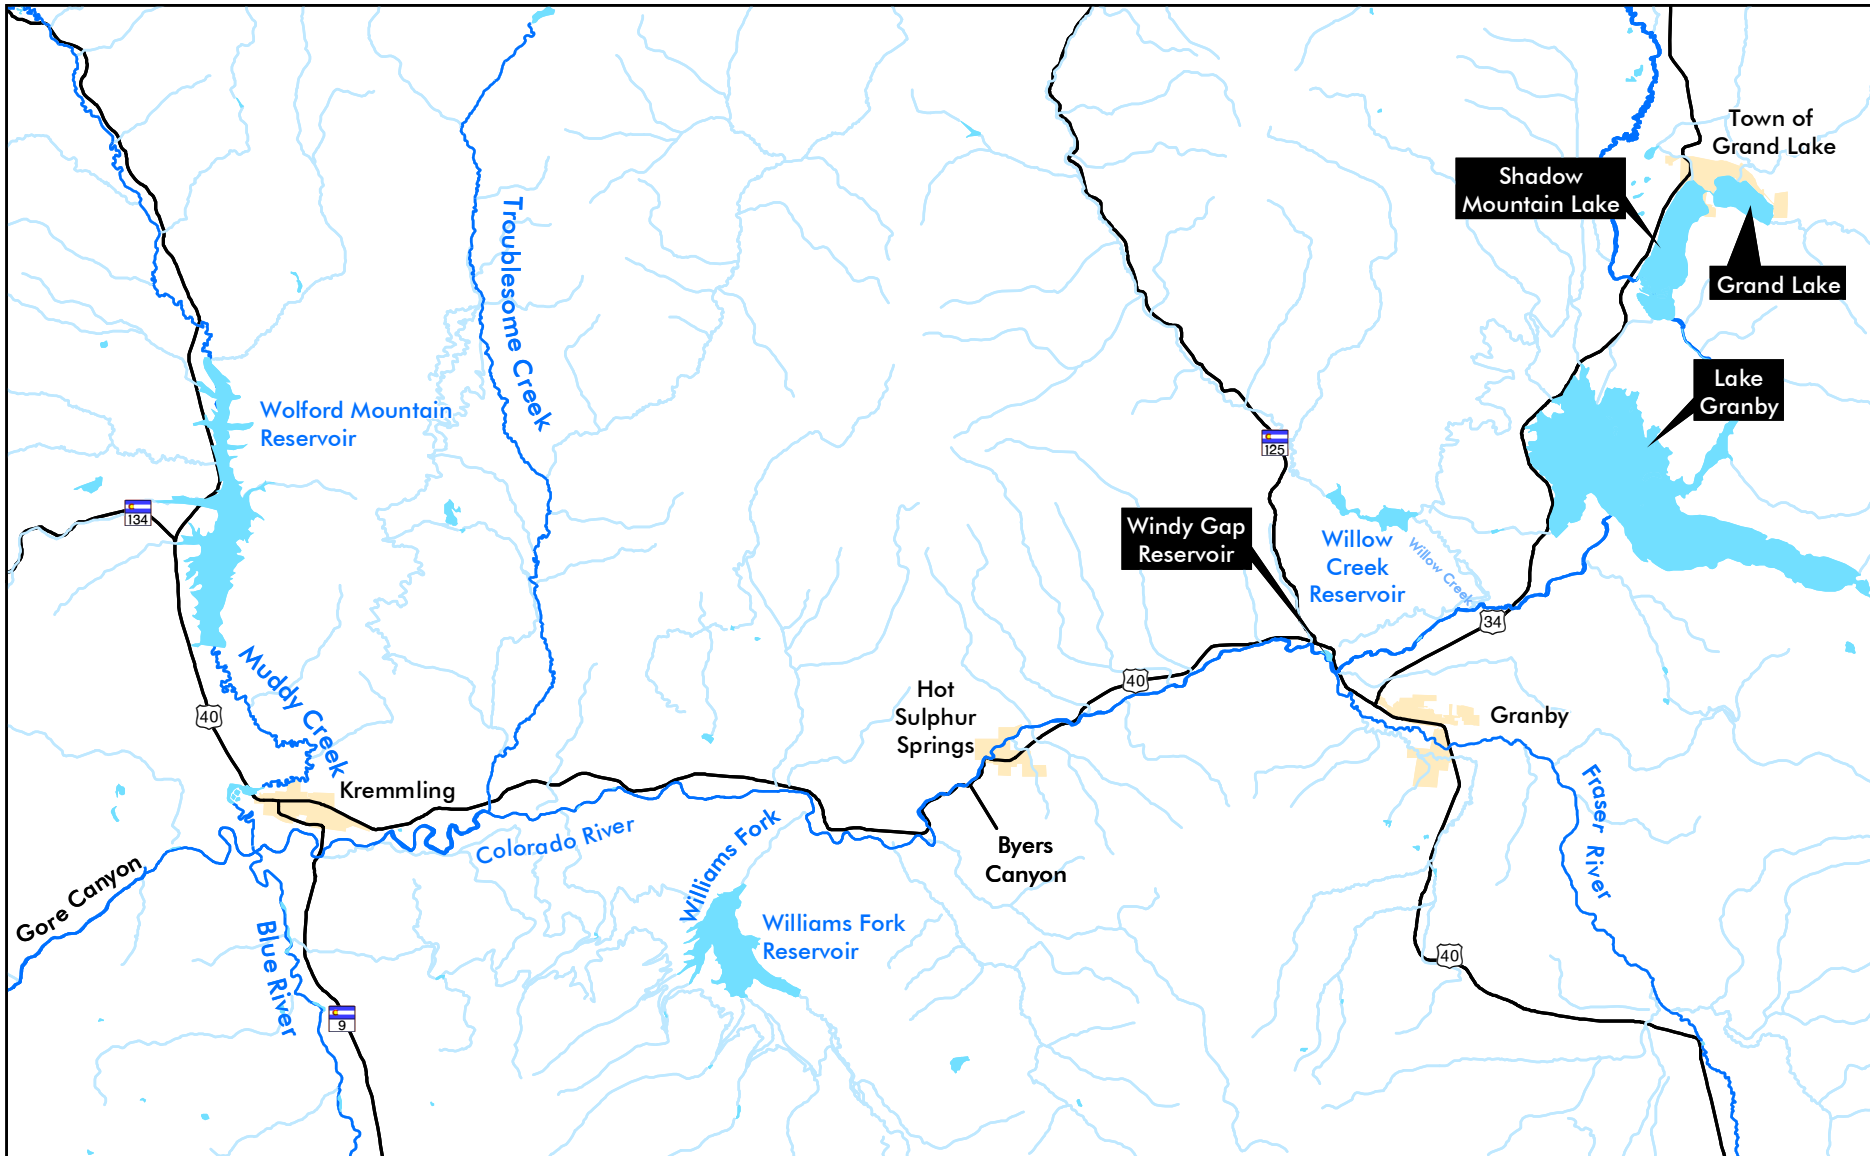 Town of
Grand Lake
Shadow
Mountain Lake
Grand Lake
Troublesome Creek
Lake
Granby
Wolford Mountain
Reservoir
125
134
Windy Gap
Reservoir
Willow
Creek
Reservoir
Willow Creek
34
Muddy Creek
40
40
Hot
Sulphur
Springs
Granby
Kremmling
Fraser River
Colorado River
Williams Fork
Byers
Canyon
Gore Canyon
Blue River
Williams Fork
Reservoir
40
9